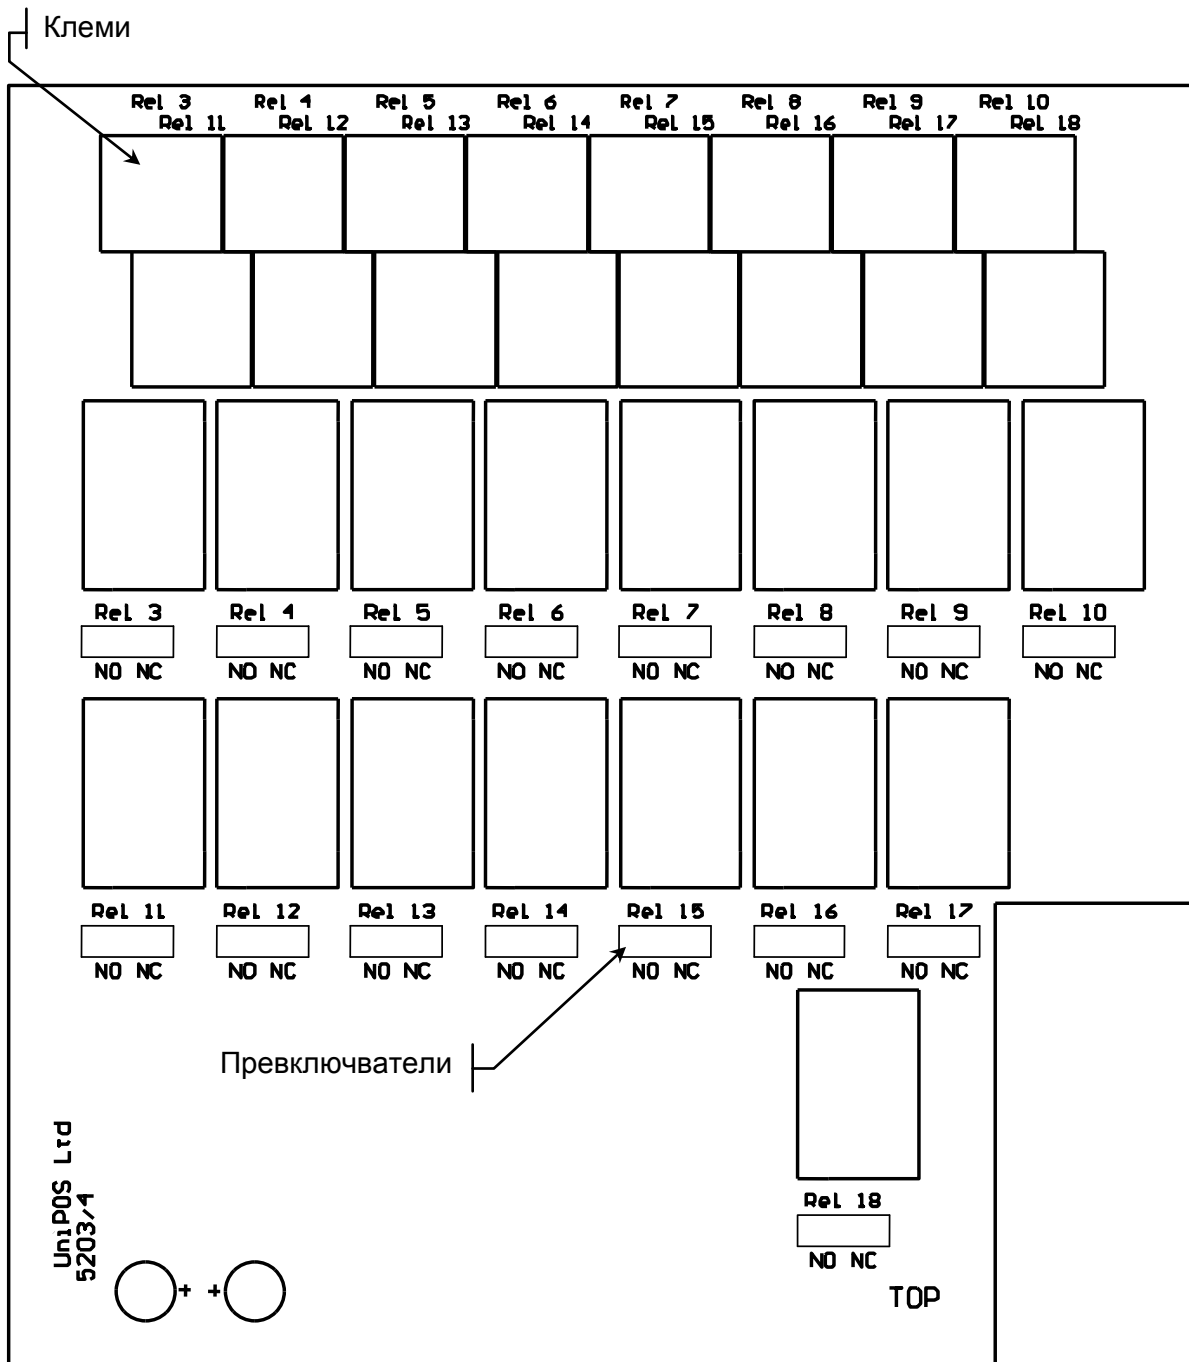 Клеми
Rel 3 Rel 4 Rel 5 Rel 6 Rel 7 Rel 8 Rel 9 Rel 10
Rel 11 Rel 12 Rel 13 Rel 14 Rel 15 Rel 16 Rel 17 Rel 18
Rel 3 Rel 4 Rel 5 Rel 6 Rel 7 Rel 8 Rel 9 Rel 10
NO NC NO NC NO NC NO NC NO NC NO NC NO NC NO NC
Rel 11 Rel 12 Rel 13 Rel 14 Rel 15 Rel 16 Rel 17
NO NC NO NC NO NC NO NC NO NC NO NC NO NC
Превключватели
Rel 18
NO NC
UniPOS Ltd
5203/4
+ +
TOP